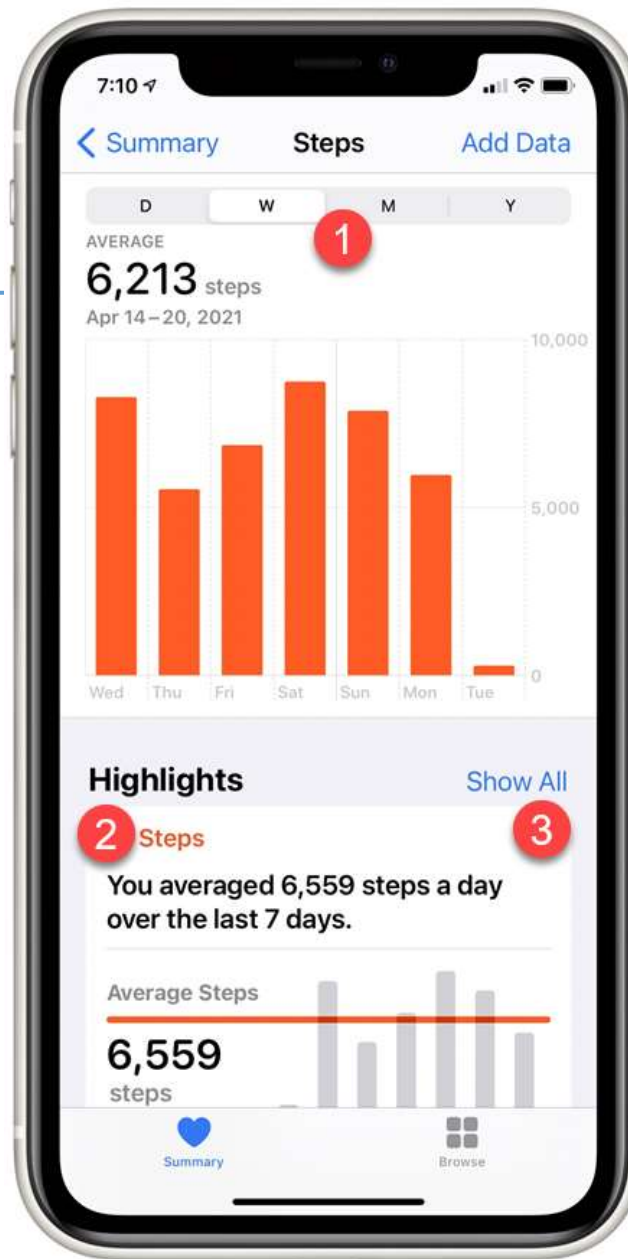 7:10
Summary Steps Add Data
D W M Y
1
AVERAGE
6,213 steps
Apr 14–20, 2021
10,000
5,000
0
Wed Thu Fri Sat Sun Mon Tue
Highlights Show All
2 Steps 3
You averaged 6,559 steps a day
over the last 7 days.
Average Steps
6,559
steps
Summary Browse